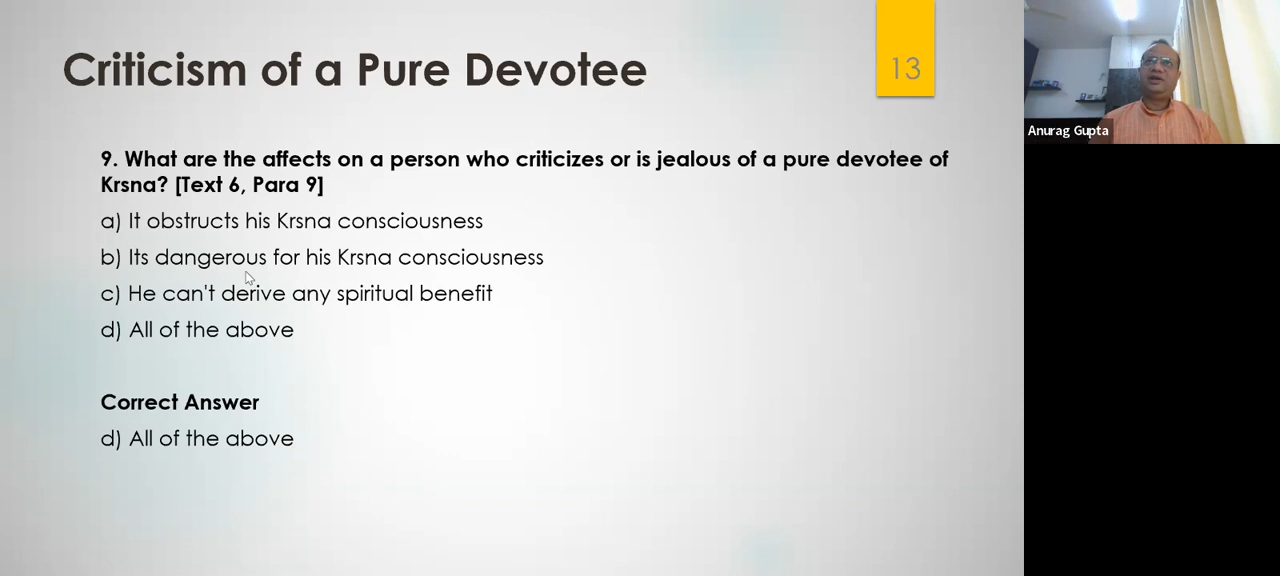 Criticism of a Pure Devotee
13
9. What are the affects on a person who criticizes or is jealous of a pure devotee of
Krsna? [Text 6, Para 9]
a) It obstructs his Krsna consciousness
b) Its dangerous for his Krsna consciousness
c) He can't derive any spiritual benefit
d) All of the above
Correct Answer
d) All of the above
Anurag Gupta